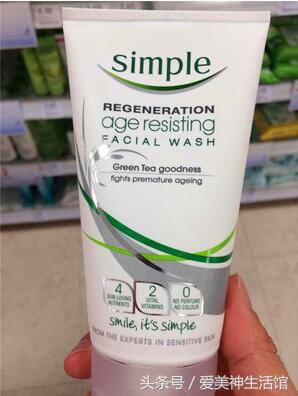 simple
REGENERATION
age resisting
FACIAL WASH
Green Tea goodness
fights premature ageing
4 2 0
SKIN LOVING NUTRIENTS
VITAL VITAMINS
NO PERFUME NO COLOUR
smile, it's simple
FROM THE EXPERTS IN SENSITIVE SKIN
头条号 / 爱美神生活馆